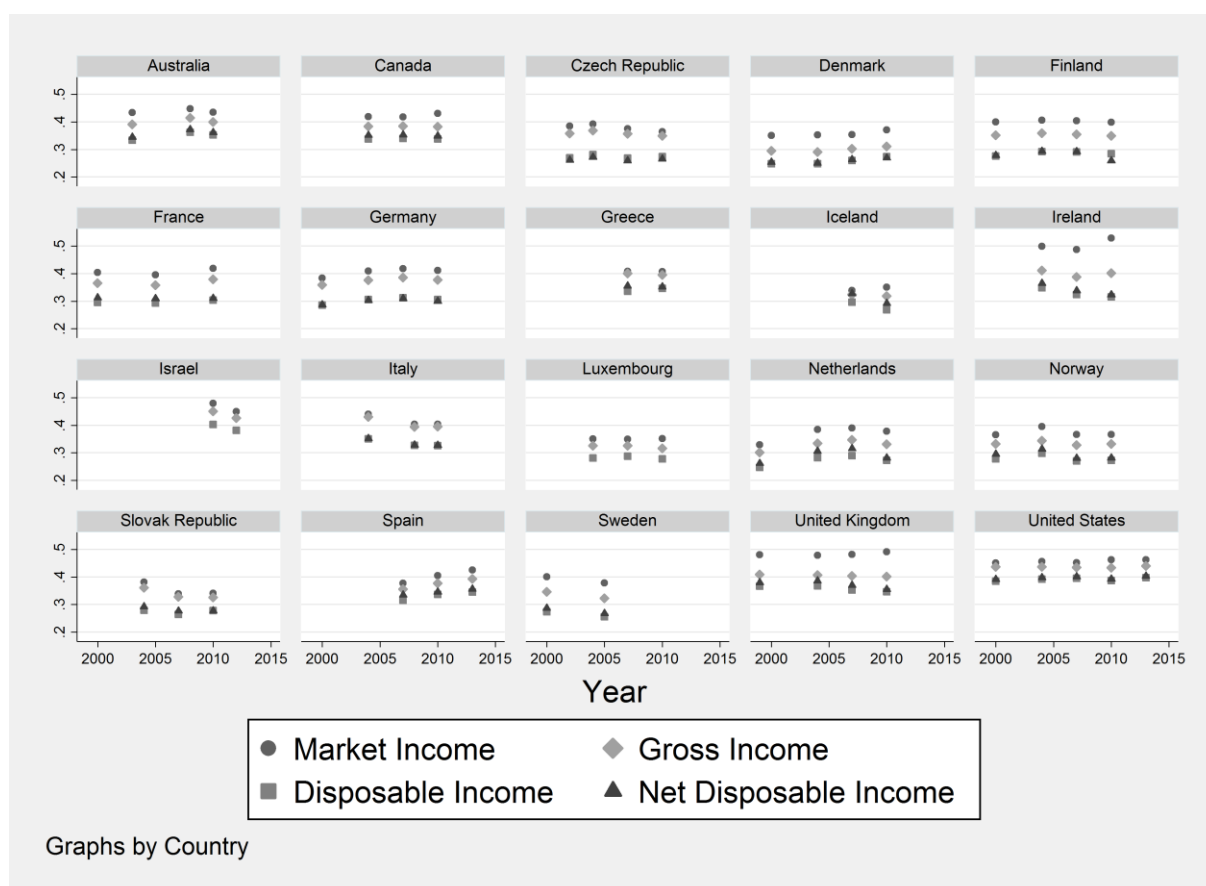 Australia Canada Czech Republic Denmark Finland
.5
.4
.3
.2
France Germany Greece Iceland Ireland
.5
.4
.3
.2
Israel Italy Luxembourg Netherlands Norway
.5
.4
.3
.2
Slovak Republic Spain Sweden United Kingdom United States
.5
.4
.3
.2
2000 2005 2010 2015 2000 2005 2010 2015 2000 2005 2010 2015 2000 2005 2010 2015 2000 2005 2010 2015
Year
Market Income Gross Income
Disposable Income Net Disposable Income
Graphs by Country